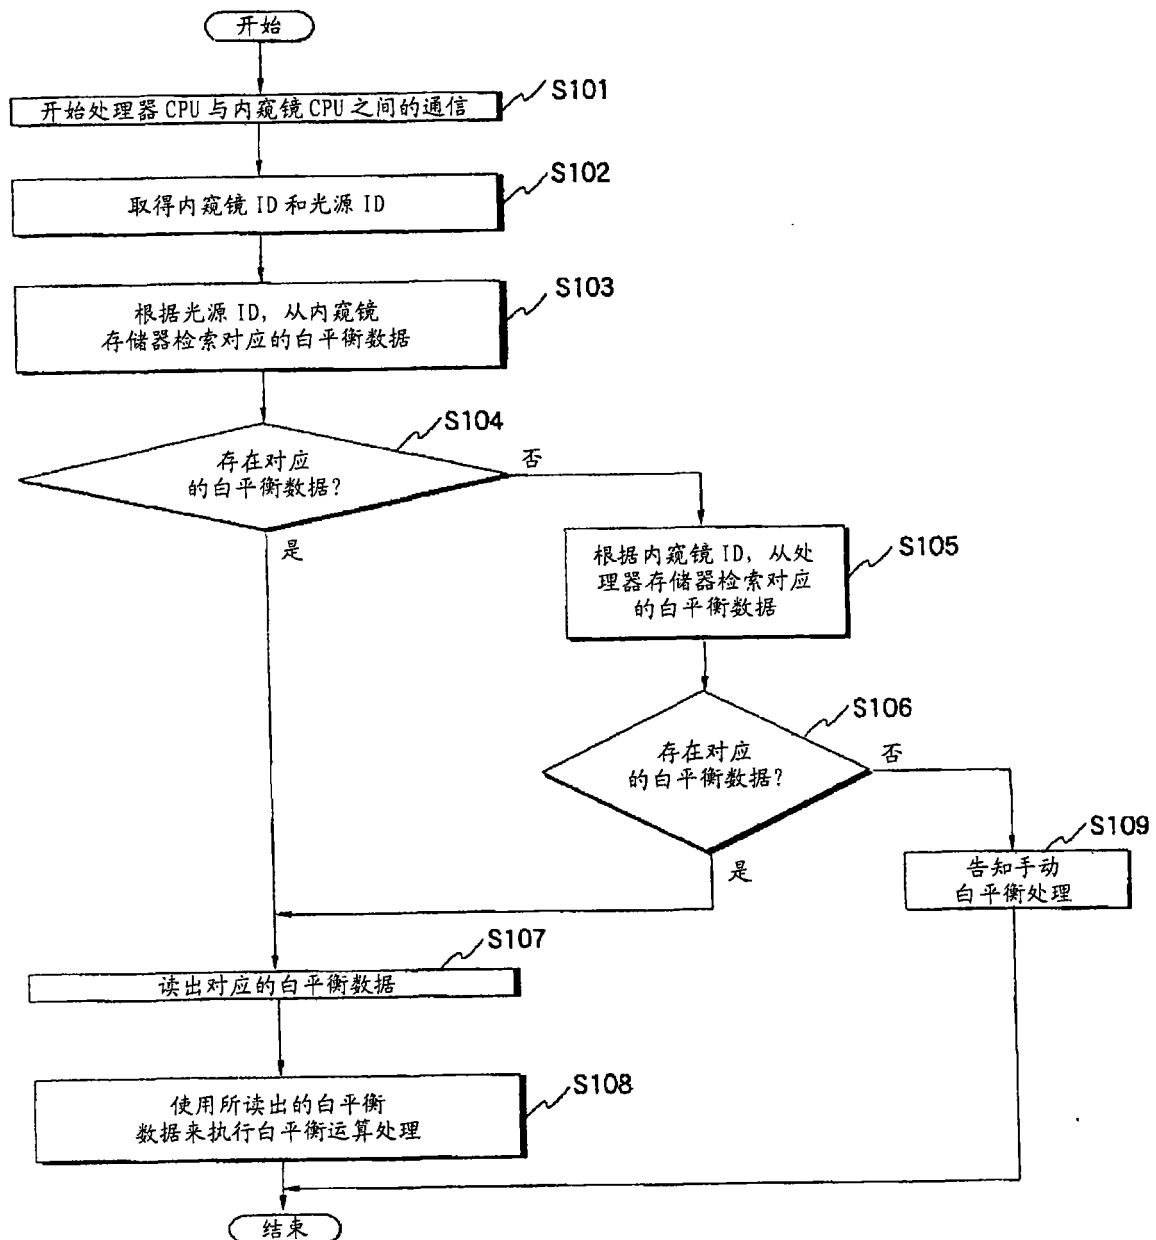 开始
S101
开始处理器 CPU 与内窥镜 CPU 之间的通信
S102
取得内窥镜 ID 和光源 ID
S103
根据光源 ID, 从内窥镜
存储器检索对应的白平衡数据
S104
存在对应
的白平衡数据?
否
是
S105
根据内窥镜 ID, 从处
理器存储器检索对应
的白平衡数据
S106
存在对应
的白平衡数据?
否
是
S109
告知手动
白平衡处理
S107
读出对应的白平衡数据
S108
使用所读出的白平衡
数据来执行白平衡运算处理
结束